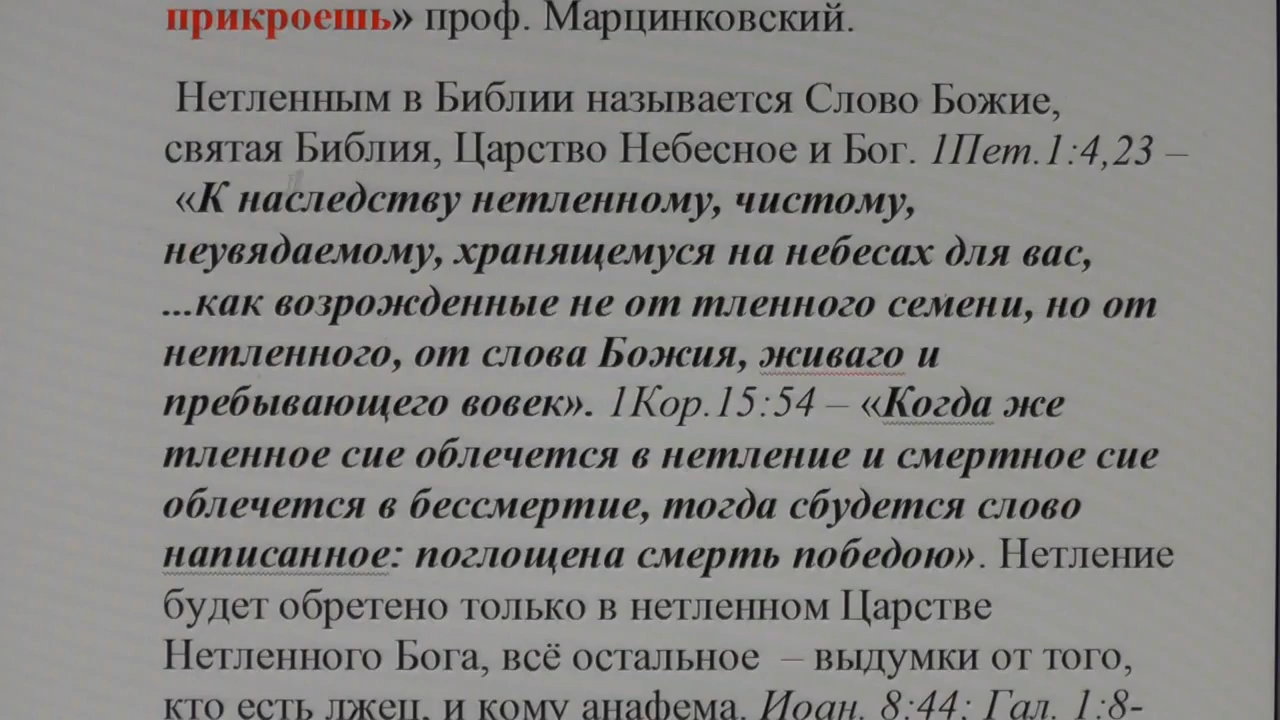 прикроешь» проф. Марцинковский.
Нетленным в Библии называется Слово Божие,
святая Библия, Царство Небесное и Бог. 1Пет.1:4,23 –
«К наследству нетленному, чистому,
неувядаемому, хранящемуся на небесах для вас,
...как возрожденные не от тленного семени, но от
нетленного, от слова Божия, живаго и
пребывающего вовек». 1Кор.15:54 – «Когда же
тленное сие облечется в нетление и смертное сие
облечется в бессмертие, тогда сбудется слово
написанное: поглощена смерть победою». Нетление
будет обретено только в нетленном Царстве
Нетленного Бога, всё остальное – выдумки от того,
кто есть лжец, и кому анафема. Иоан. 8:44; Гал. 1:8-